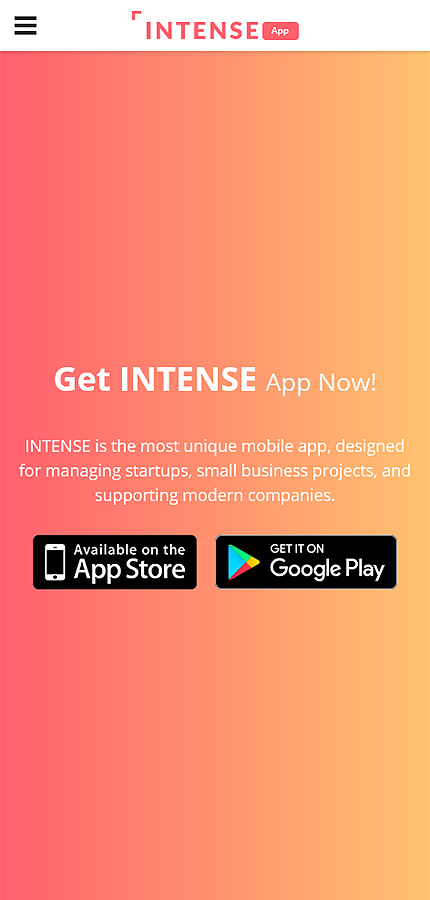 INTENSE App
Get INTENSE App Now!
INTENSE is the most unique mobile app, designed
for managing startups, small business projects, and
supporting modern companies.
Available on the
App Store
GET IT ON
Google Play